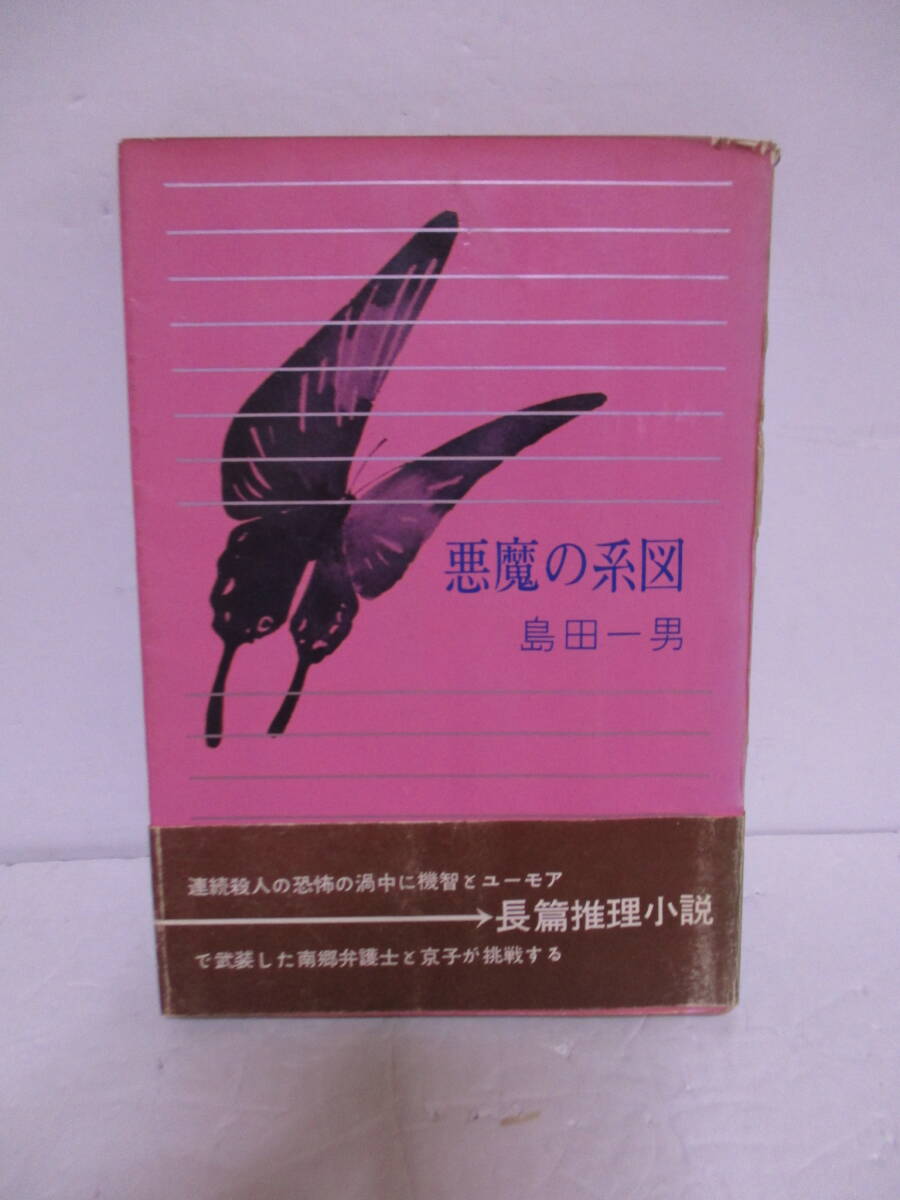 悪魔の系図
島田一男
連続殺人の恐怖の渦中に機智とユーモア
長篇推理小説
で武装した南郷弁護士と京子が挑戦する